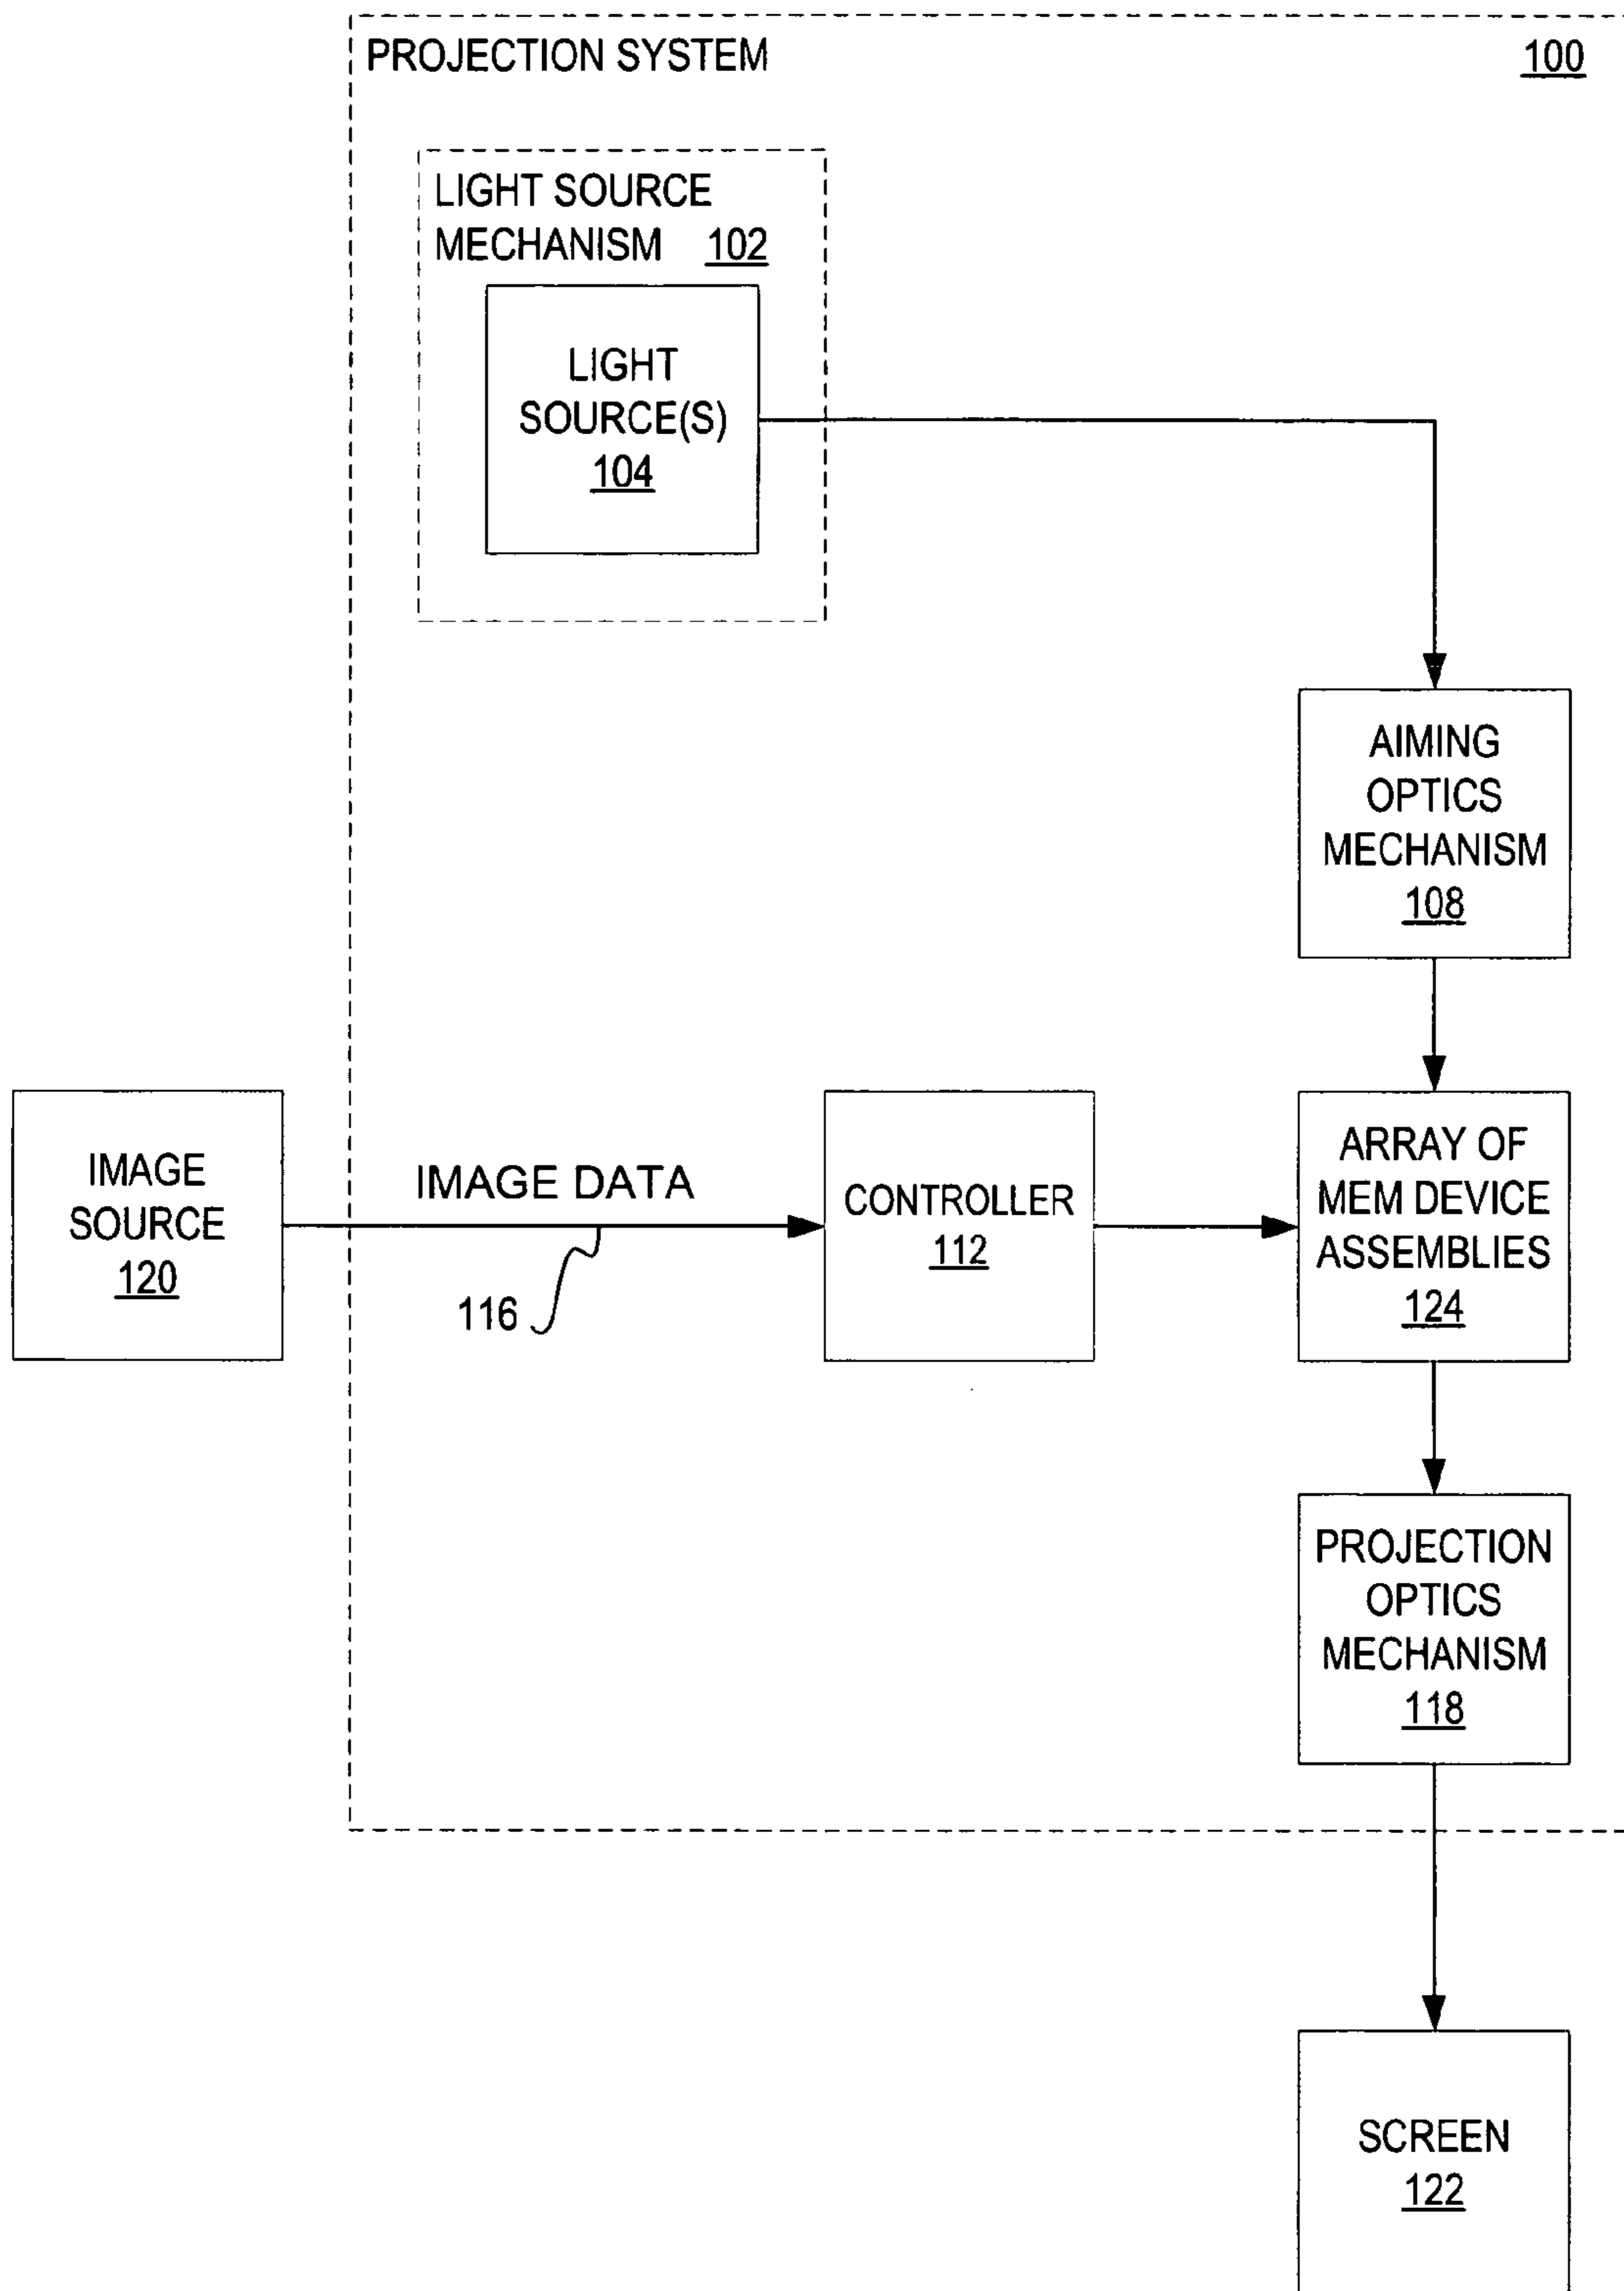 PROJECTION SYSTEM
100
LIGHT SOURCE
MECHANISM 102
LIGHT
SOURCE(S)
104
AIMING
OPTICS
MECHANISM
108
IMAGE
SOURCE
120
IMAGE DATA
116
CONTROLLER
112
ARRAY OF
MEM DEVICE
ASSEMBLIES
124
PROJECTION
OPTICS
MECHANISM
118
SCREEN
122